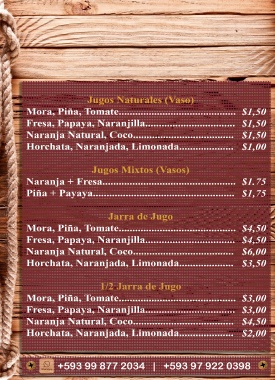 Jugos Naturales (Vaso)
Mora, Piña, Tomate.................................... $1,50
Fresa, Papaya, Naranjilla........................... $1,50
Naranja Natural, Coco............................... $1,50
Horchata, Naranjada, Limonada................. $1,00
Jugos Mixtos (Vasos)
Naranja + Fresa......................................... $1.75
Piña + Payaya............................................ $1,75
Jarra de Jugo
Mora, Piña, Tomate.................................... $4,50
Fresa, Papaya, Naranjilla........................... $4,50
Naranja Natural, Coco............................... $6,00
Horchata, Naranjada, Limonada................. $3,50
1/2 Jarra de Jugo
Mora, Piña, Tomate.................................... $3,00
Fresa, Papaya, Naranjilla........................... $3,00
Naranja Natural, Coco............................... $4,50
Horchata, Naranjada, Limonada................. $2,00
+593 99 877 2034 | +593 97 922 0398